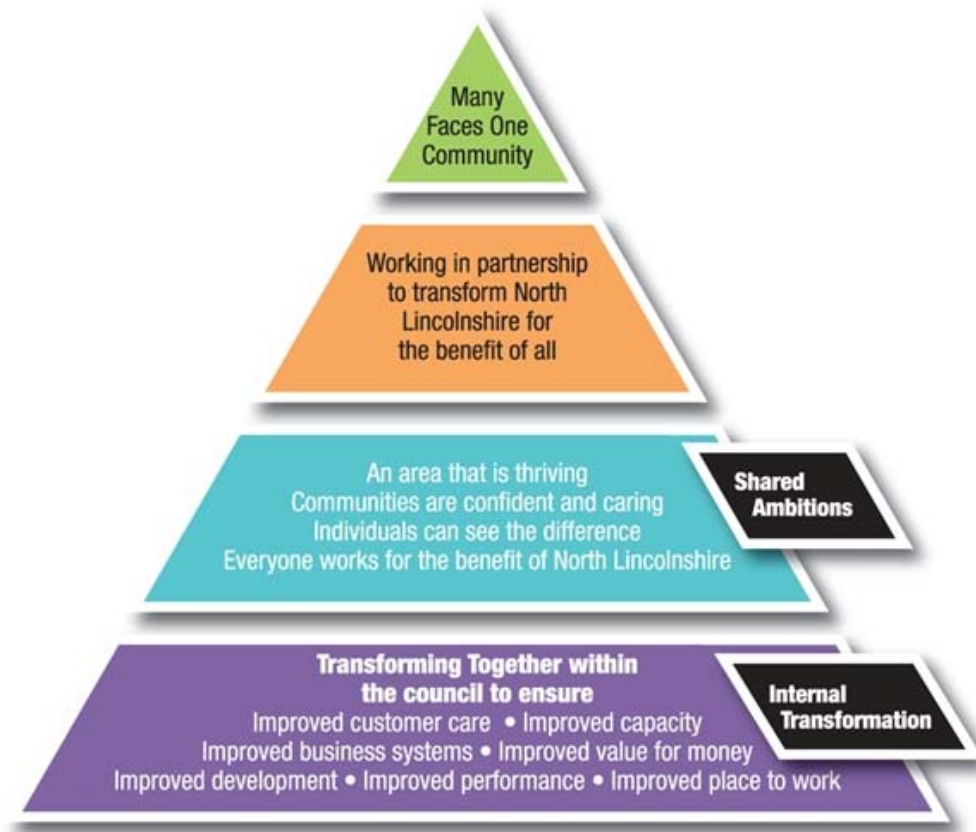 Many
Faces One
Community
Working in partnership
to transform North
Lincolnshire for
the benefit of all
An area that is thriving
Communities are confident and caring
Individuals can see the difference
Everyone works for the benefit of North Lincolnshire
Shared
Ambitions
Transforming Together within
the council to ensure
Improved customer care • Improved capacity
Improved business systems • Improved value for money
Improved development • Improved performance • Improved place to work
Internal
Transformation